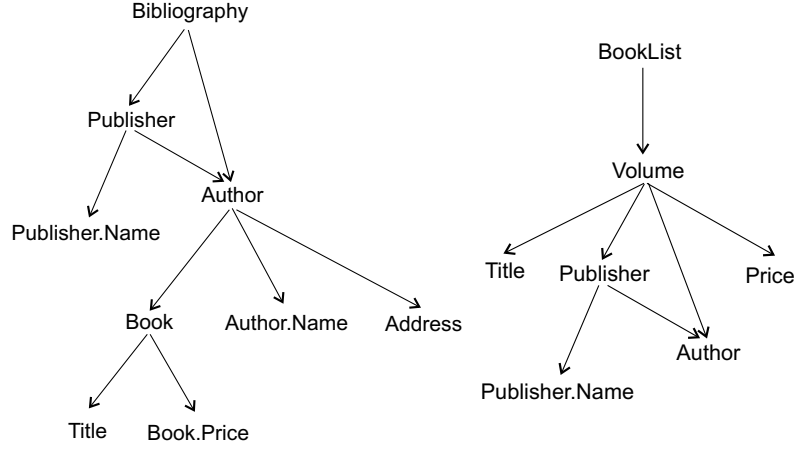 Bibliography
Publisher
Author
Publisher.Name
Book
Author.Name
Address
Title
Book.Price
BookList
Volume
Title
Publisher
Price
Author
Publisher.Name